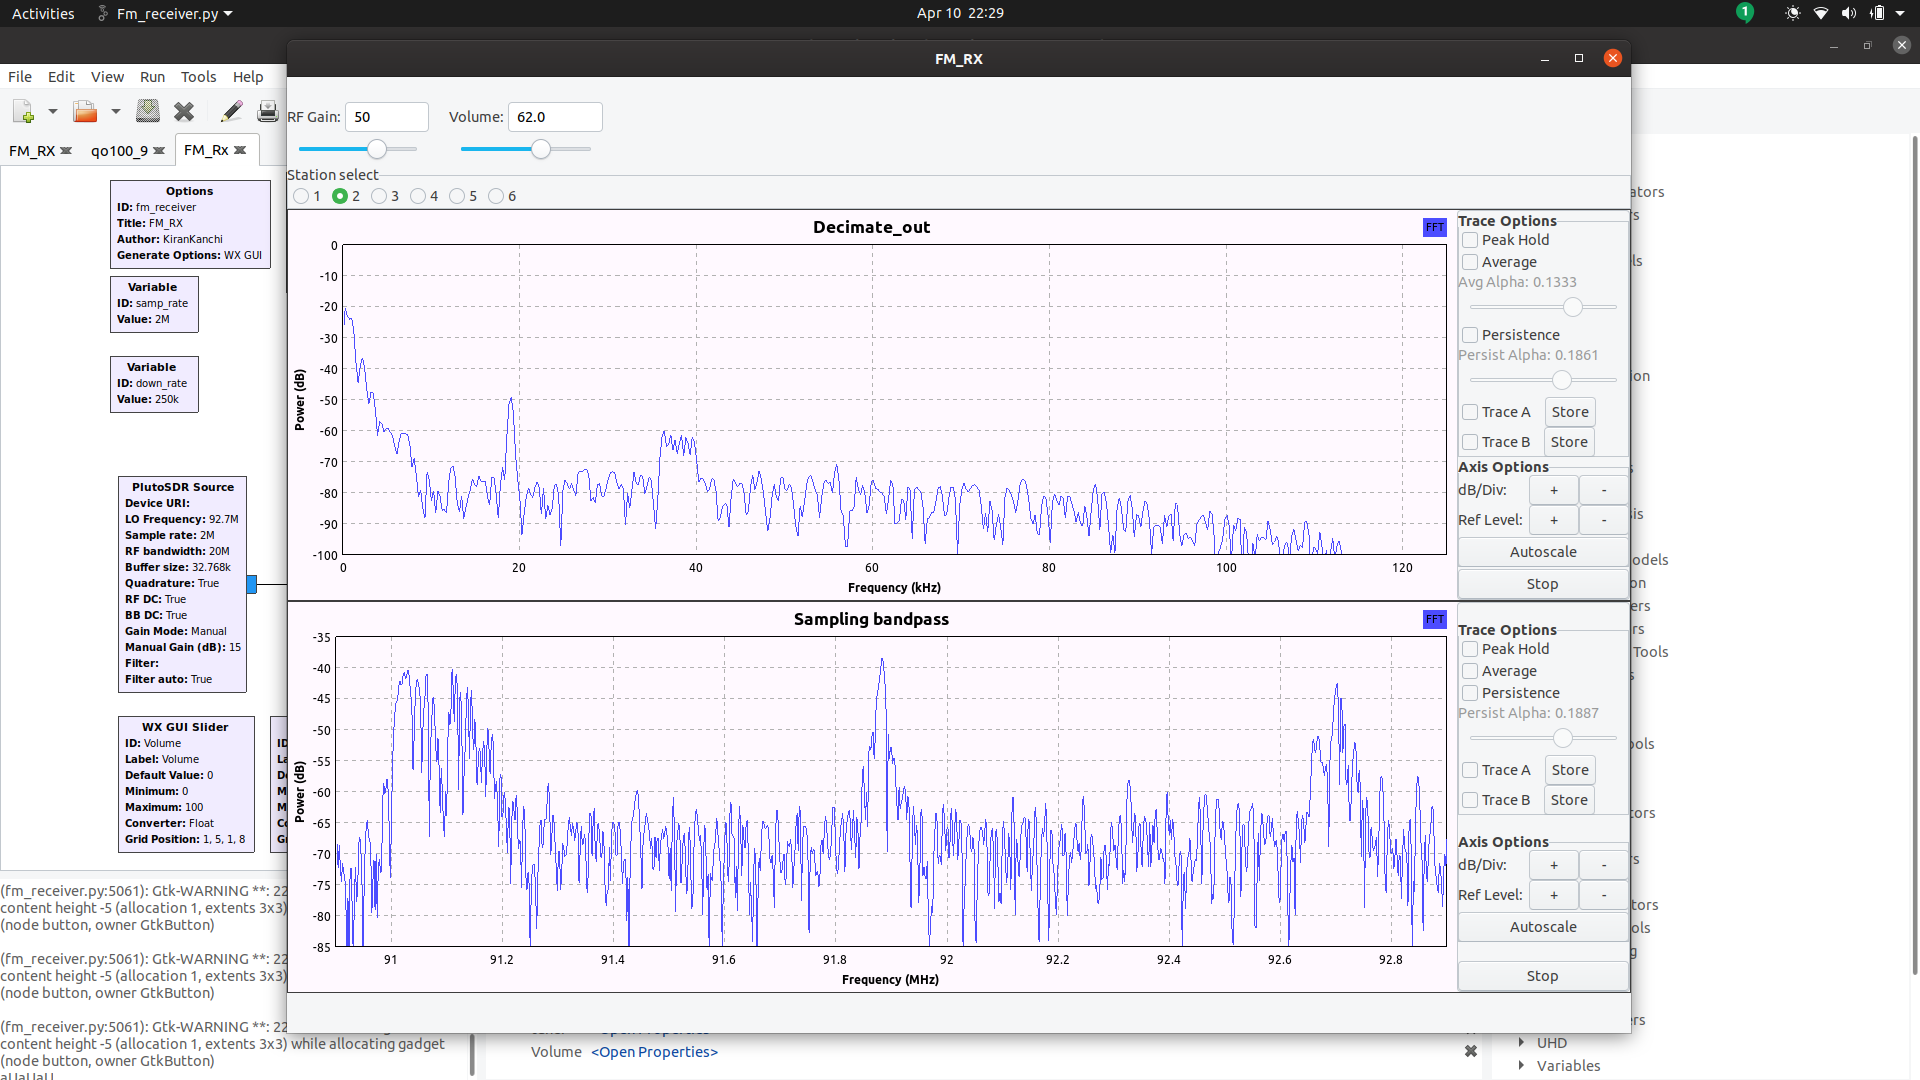 Activities
Fm_receiver.py
Apr 10 22:29
1
FM_RX
File Edit View Run Tools Help
FM_RX
qo100_9
FM_Rx
Options
ID: fm_receiver
Title: FM_RX
Author: KiranKanchi
Generate Options: WX GUI
Variable
ID: samp_rate
Value: 2M
Variable
ID: down_rate
Value: 250k
PlutoSDR Source
Device URI:
LO Frequency: 92.7M
Sample rate: 2M
RF bandwidth: 20M
Buffer size: 32.768k
Quadrature: True
RF DC: True
BB DC: True
Gain Mode: Manual
Manual Gain (dB): 15
Filter:
Filter auto: True
WX GUI Slider
ID: Volume
Label: Volume
Default Value: 0
Minimum: 0
Maximum: 100
Converter: Float
Grid Position: 1, 5, 1, 8
RF Gain: 50
Volume: 62.0
Station select
1 2 3 4 5 6
Decimate_out
FFT
Power (dB)
0
-10
-20
-30
-40
-50
-60
-70
-80
-90
-100
0 20 40 60 80 100 120
Frequency (kHz)
Trace Options
Peak Hold
Average
Avg Alpha: 0.1333
Persistence
Persist Alpha: 0.1861
Trace A Store
Trace B Store
Axis Options
dB/Div: + -
Ref Level: + -
Autoscale
Stop
Sampling bandpass
FFT
Power (dB)
-35
-40
-45
-50
-55
-60
-65
-70
-75
-80
-85
91 91.2 91.4 91.6 91.8 92 92.2 92.4 92.6 92.8
Frequency (MHz)
Trace Options
Peak Hold
Average
Persistence
Persist Alpha: 0.1887
Trace A Store
Trace B Store
Axis Options
dB/Div: + -
Ref Level: + -
Autoscale
Stop
(fm_receiver.py:5061): Gtk-WARNING **: 22
content height -5 (allocation 1, extents 3x3)
(node button, owner GtkButton)
(fm_receiver.py:5061): Gtk-WARNING **: 22
content height -5 (allocation 1, extents 3x3)
(node button, owner GtkButton)
(fm_receiver.py:5061): Gtk-WARNING **: 22
content height -5 (allocation 1, extents 3x3) while allocating gadget
(node button, owner GtkButton)
aUaUaUaU
Volume <Open Properties>
UHD
Variables